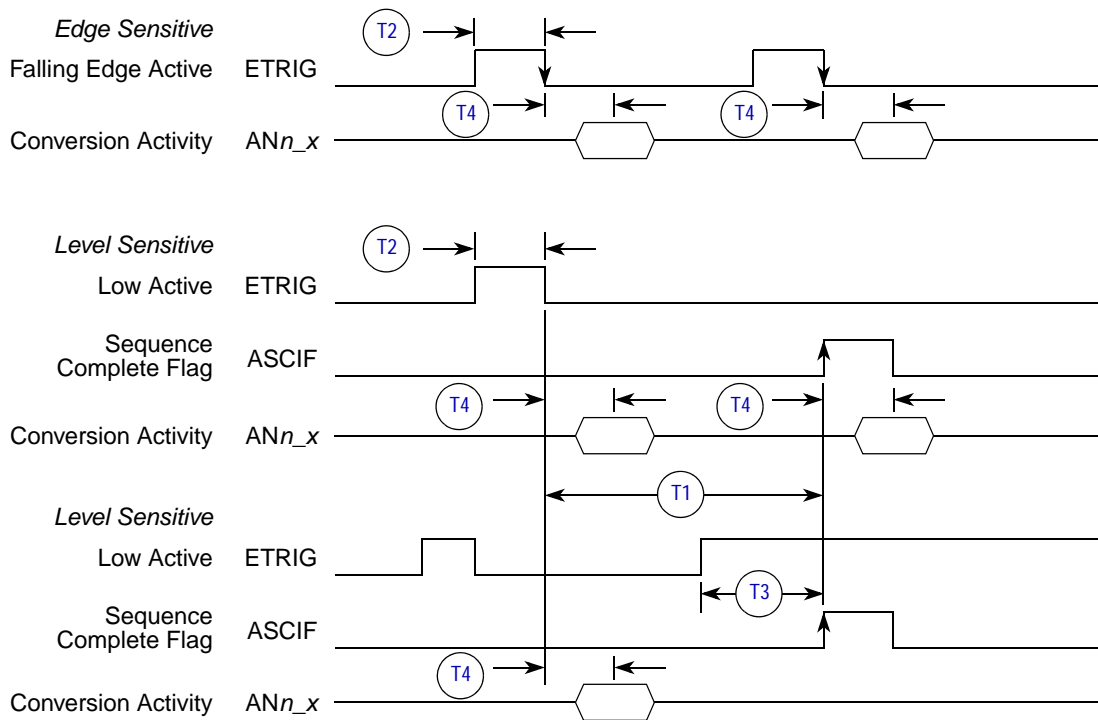 Edge Sensitive
T2
Falling Edge Active ETRIG
T4 T4
Conversion Activity ANn_x
Level Sensitive
T2
Low Active ETRIG
Sequence
Complete Flag ASCIF
T4 T4
Conversion Activity ANn_x
T1
Level Sensitive
Low Active ETRIG
T3
Sequence
Complete Flag ASCIF
T4
Conversion Activity ANn_x